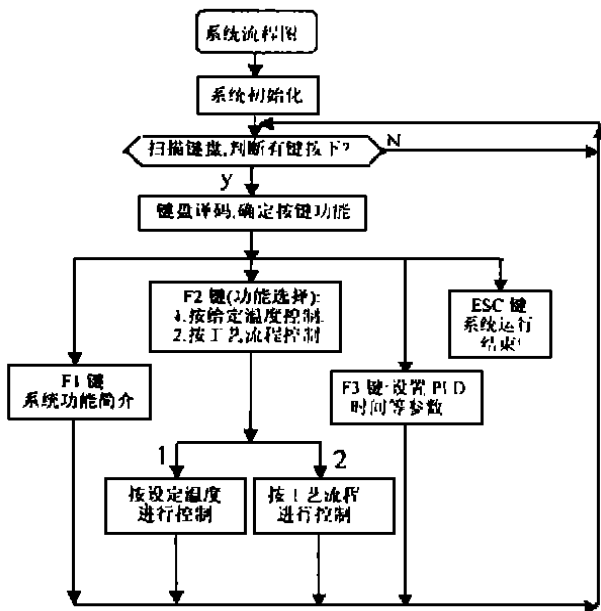 系统流程图
系统初始化
扫描键盘,判断有键按下?
N
y
键盘译码,确定按键功能
F2 键(功能选择):
1.按给定温度控制.
2.按工艺流程控制
ESC 键
系统运行
结束!
F1 键
系统功能简介
F3 键:设置 P I D
时间等参数
1
2
按设定温度
进行控制
按工艺流程
进行控制